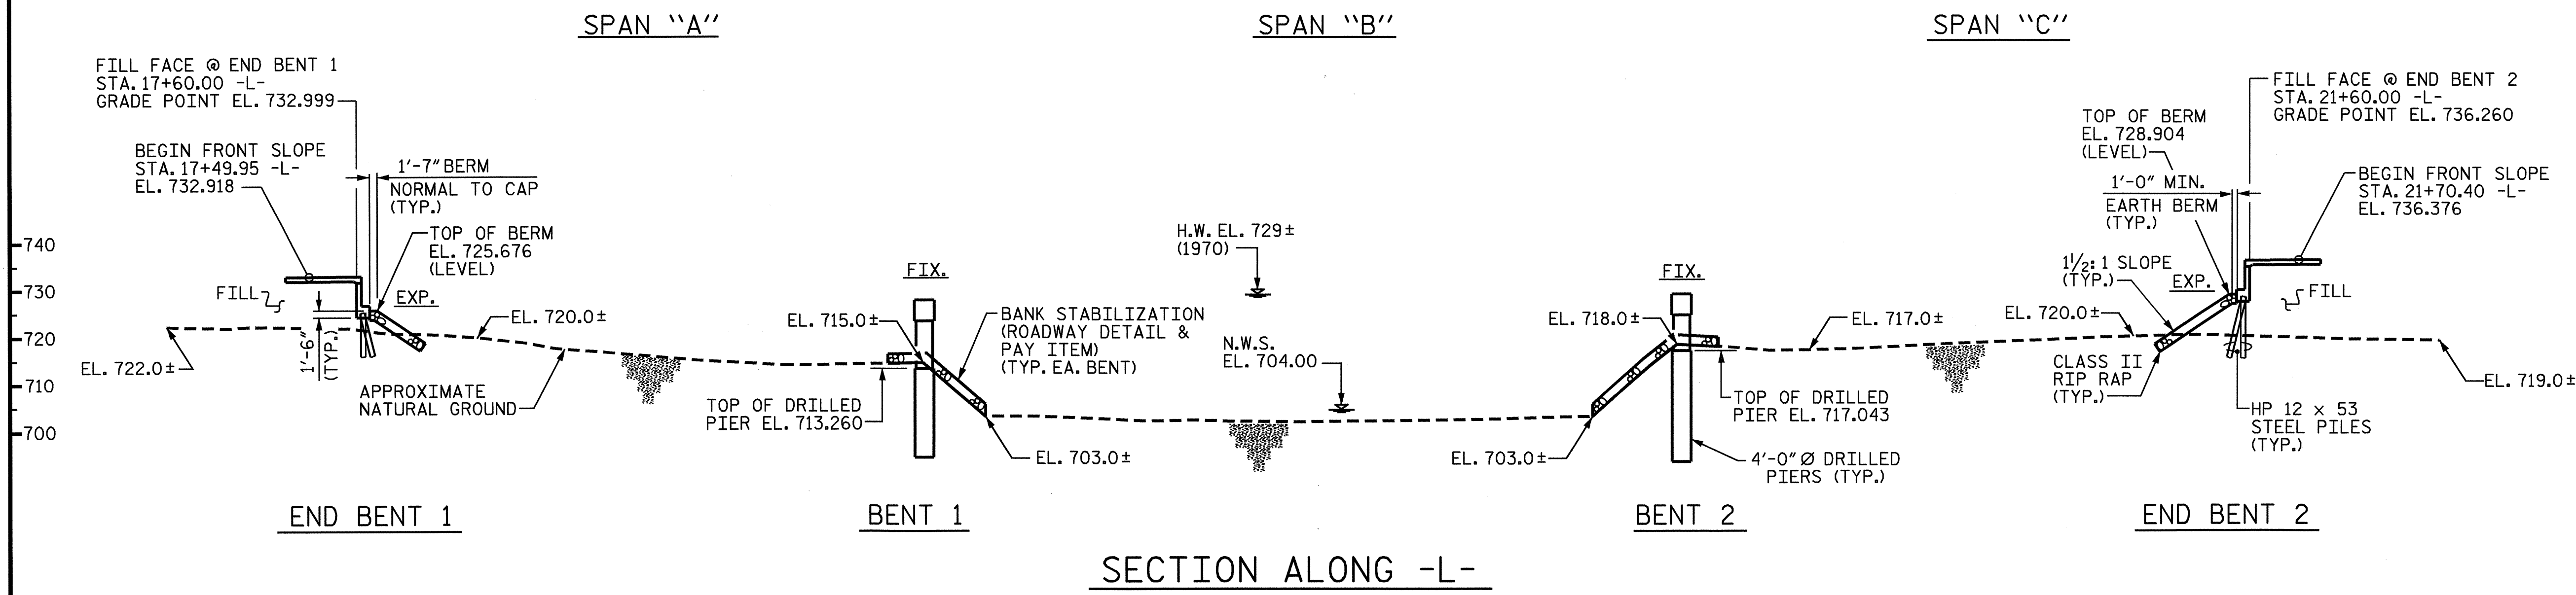 SPAN "A"
SPAN "B"
SPAN "C"
FILL FACE @ END BENT 1
STA. 17+60.00 -L-
GRADE POINT EL. 732.999
BEGIN FRONT SLOPE
STA. 17+49.95 -L-
EL. 732.918
1'-7" BERM
NORMAL TO CAP
(TYP.)
TOP OF BERM
EL. 725.676
(LEVEL)
EXP.
FILL
740
730
720
710
700
EL. 722.0±
1'-6"
(TYP.)
EL. 720.0±
APPROXIMATE
NATURAL GROUND
FIX.
EL. 715.0±
BANK STABILIZATION
(ROADWAY DETAIL &
PAY ITEM)
(TYP. EA. BENT)
TOP OF DRILLED
PIER EL. 713.260
EL. 703.0±
H.W. EL. 729±
(1970)
N.W.S.
EL. 704.00
FIX.
EL. 718.0±
EL. 717.0±
EL. 703.0±
TOP OF DRILLED
PIER EL. 717.043
4'-0" Ø DRILLED
PIERS (TYP.)
FILL FACE @ END BENT 2
STA. 21+60.00 -L-
GRADE POINT EL. 736.260
TOP OF BERM
EL. 728.904
(LEVEL)
1'-0" MIN.
EARTH BERM
(TYP.)
BEGIN FRONT SLOPE
STA. 21+70.40 -L-
EL. 736.376
1½:1 SLOPE
(TYP.)
EXP.
FILL
EL. 720.0±
CLASS II
RIP RAP
(TYP.)
HP 12 x 53
STEEL PILES
(TYP.)
EL. 719.0±
END BENT 1
BENT 1
BENT 2
END BENT 2
SECTION ALONG -L-